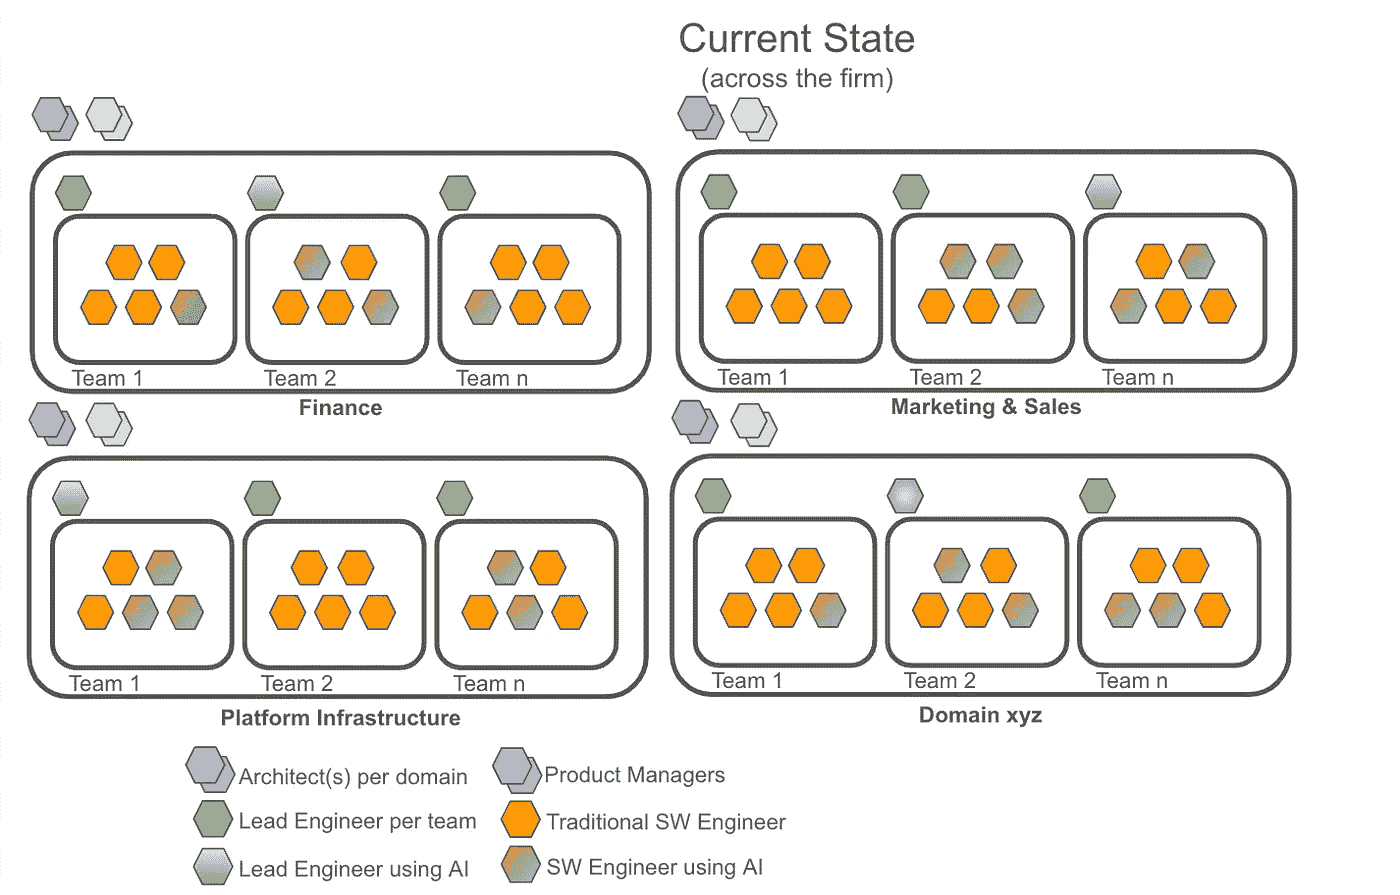 Current State
(across the firm)
Team 1
Team 2
Team n
Finance
Team 1
Team 2
Team n
Marketing & Sales
Team 1
Team 2
Team n
Platform Infrastructure
Team 1
Team 2
Team n
Domain xyz
Architect(s) per domain
Product Managers
Lead Engineer per team
Traditional SW Engineer
Lead Engineer using AI
SW Engineer using AI